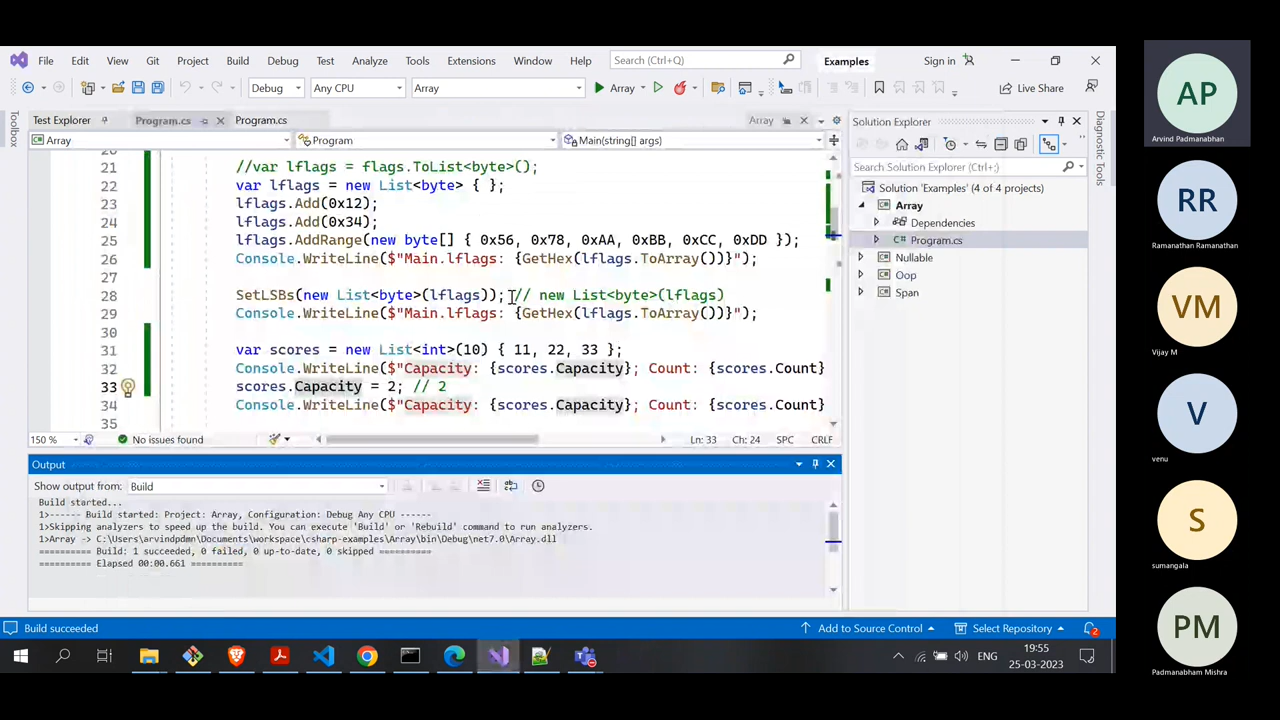 File Edit View Git Project Build Debug Test Analyze Tools Extensions Window Help Search (Ctrl+Q) Examples Sign in
Debug Any CPU Array Array Live Share
Toolbox
Test Explorer Program.cs Program.cs Array
Array Program Main(string[] args)
20
21 //var lflags = flags.ToList<byte>();
22 var lflags = new List<byte> { };
23 lflags.Add(0x12);
24 lflags.Add(0x34);
25 lflags.AddRange(new byte[] { 0x56, 0x78, 0xAA, 0xBB, 0xCC, 0xDD });
26 Console.WriteLine($"Main.lflags: {GetHex(lflags.ToArray())}");
27
28 SetLSBs(new List<byte>(lflags)); // new List<byte>(lflags)
29 Console.WriteLine($"Main.lflags: {GetHex(lflags.ToArray())}");
30
31 var scores = new List<int>(10) { 11, 22, 33 };
32 Console.WriteLine($"Capacity: {scores.Capacity}; Count: {scores.Count}
33 scores.Capacity = 2; // 2
34 Console.WriteLine($"Capacity: {scores.Capacity}; Count: {scores.Count}
35
150 % No issues found Ln: 33 Ch: 24 SPC CRLF
Output
Show output from: Build
Build started...
1>------ Build started: Project: Array, Configuration: Debug Any CPU ------
1>Skipping analyzers to speed up the build. You can execute 'Build' or 'Rebuild' command to run analyzers.
1>Array -> C:\Users\arvindpdmn\Documents\workspace\csharp-examples\Array\bin\Debug\net7.0\Array.dll
========== Build: 1 succeeded, 0 failed, 0 up-to-date, 0 skipped ==========
========== Elapsed 00:00.661 ==========
Solution Explorer
Search Solution Explorer (Ctrl+;)
Solution 'Examples' (4 of 4 projects)
Array
Dependencies
C# Program.cs
Nullable
Oop
Span
Diagnostic Tools
Build succeeded Add to Source Control Select Repository 2
ENG 19:55
25-03-2023
AP
Arvind Padmanabhan
RR
Ramanathan Ramanathan
VM
Vijay M
V
venu
S
sumangala
PM
Padmanabham Mishra